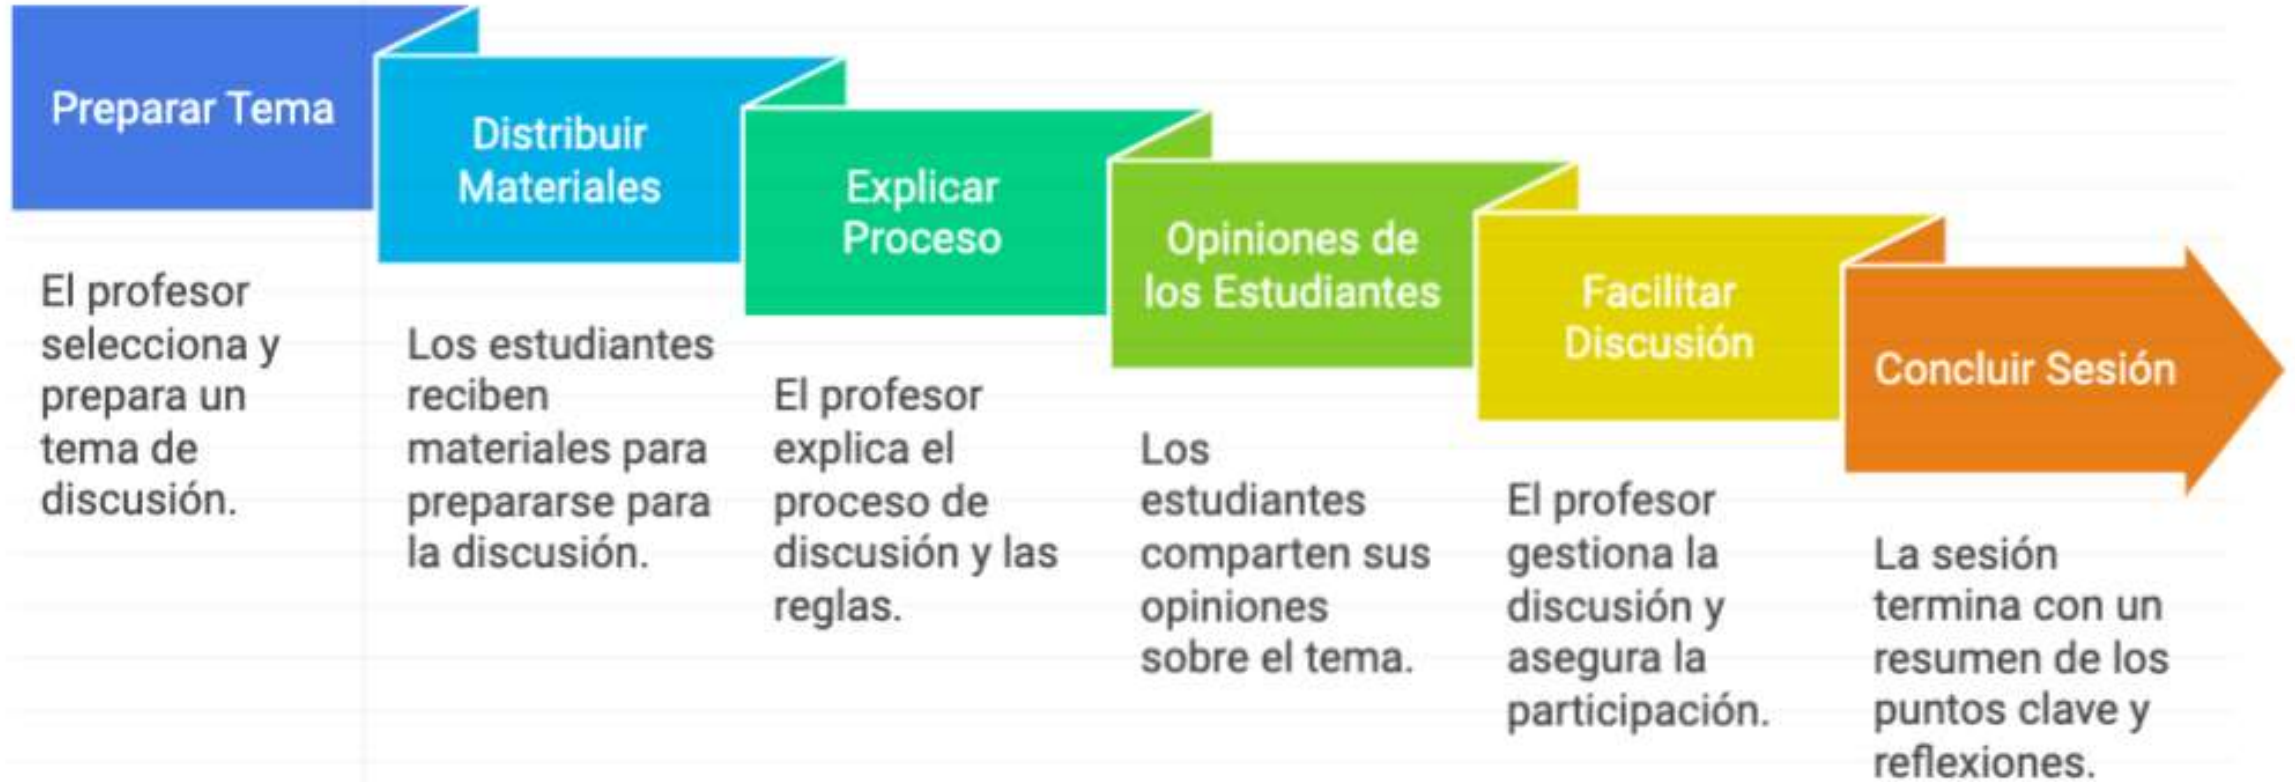 Preparar Tema
El profesor
selecciona y
prepara un
tema de
discusión.
Distribuir
Materiales
Los estudiantes
reciben
materiales para
prepararse para
la discusión.
Explicar
Proceso
El profesor
explica el
proceso de
discusión y las
reglas.
Opiniones de
los Estudiantes
Los
estudiantes
comparten sus
opiniones
sobre el tema.
Facilitar
Discusión
El profesor
gestiona la
discusión y
asegura la
participación.
Concluir Sesión
La sesión
termina con un
resumen de los
puntos clave y
reflexiones.